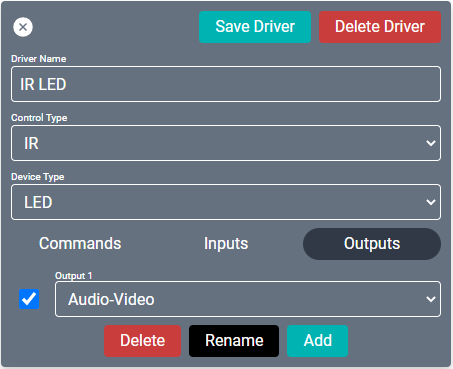 Save Driver Delete Driver
Driver Name
IR LED
Control Type
IR
Device Type
LED
Commands Inputs Outputs
Output 1
Audio-Video
Delete Rename Add